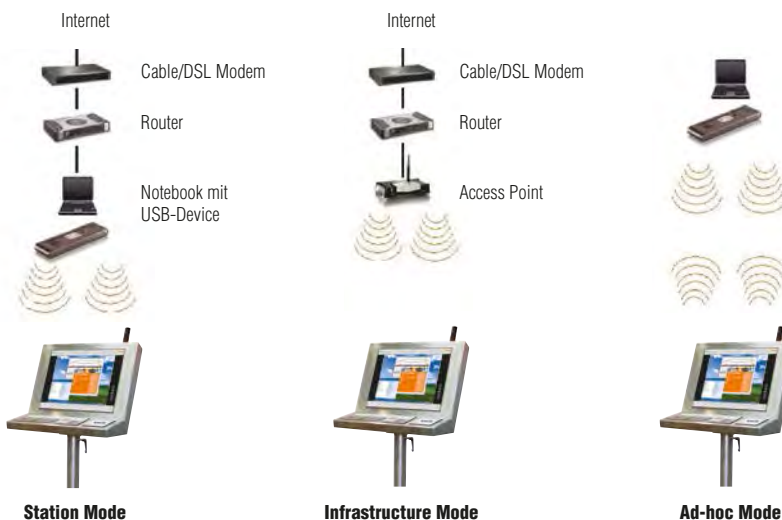 Internet
Cable/DSL Modem
Router
Notebook mit
USB-Device
Station Mode
Internet
Cable/DSL Modem
Router
Access Point
Infrastructure Mode
Ad-hoc Mode